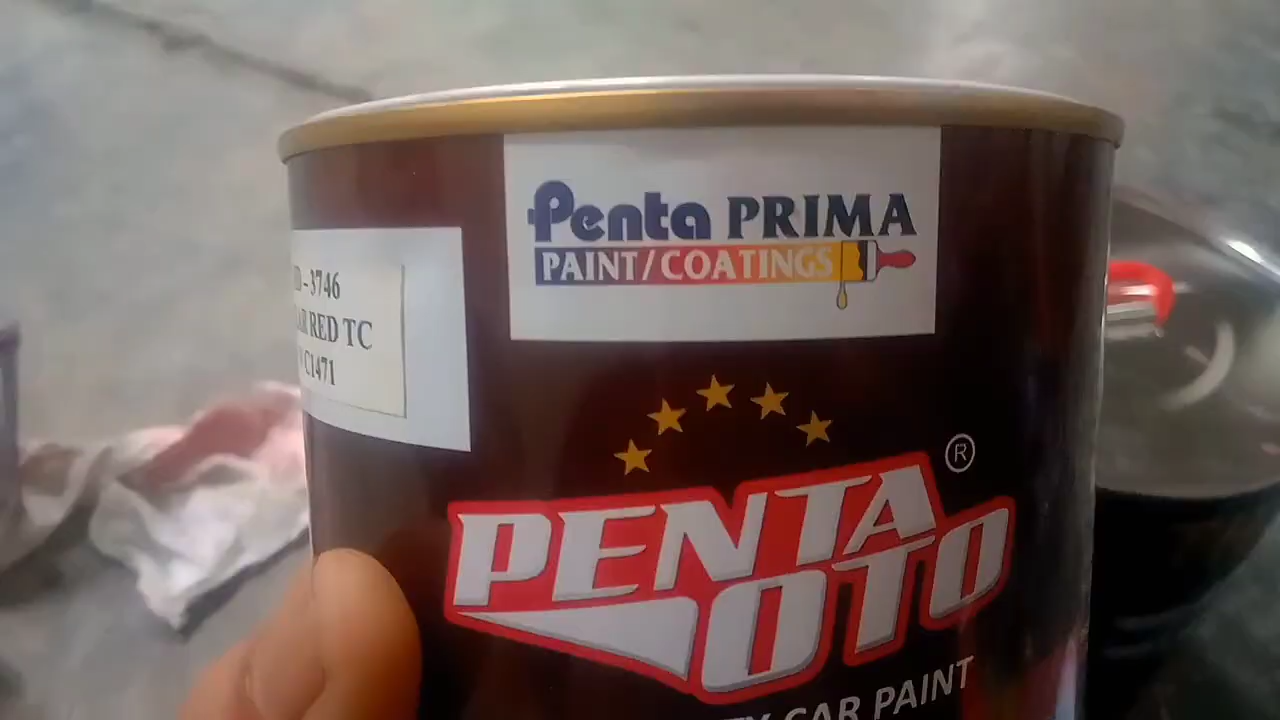 Penta PRIMA
PAINT/COATINGS
- 3746
RED TC
C1471
PENTA
OTO
®
CAR PAINT